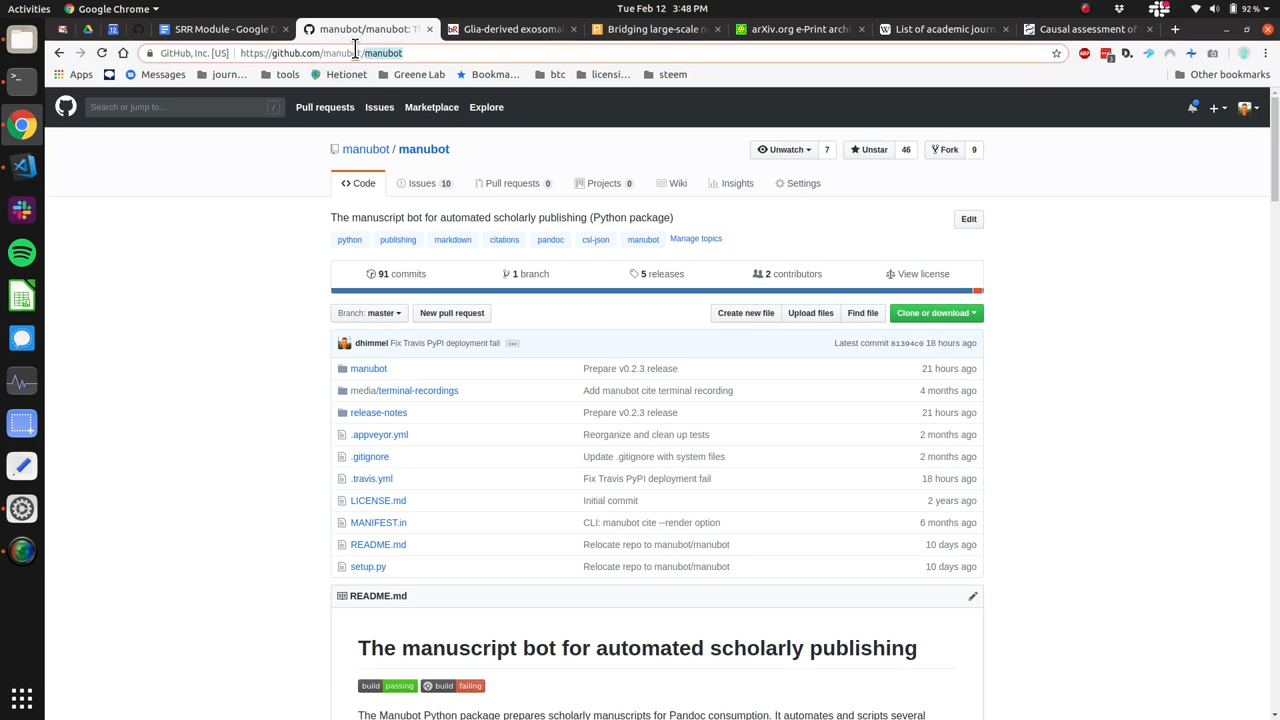 Activities Google Chrome Tue Feb 12 3:48 PM 92 %
SRR Module - Google D manubot/manubot: T Glia-derived exosomal Bridging large-scale n arXiv.org e-Print archi List of academic journ Causal assessment of
GitHub, Inc. [US] https://github.com/manubot/manubot
Apps Messages journ... tools Hetionet Greene Lab Bookma... btc licensi... steem Other bookmarks
Search or jump to... / Pull requests Issues Marketplace Explore
manubot / manubot Unwatch 7 Unstar 46 Fork 9
Code Issues 10 Pull requests 0 Projects 0 Wiki Insights Settings
The manuscript bot for automated scholarly publishing (Python package) Edit
python publishing markdown citations pandoc csl-json manubot Manage topics
91 commits 1 branch 5 releases 2 contributors View license
Branch: master New pull request Create new file Upload files Find file Clone or download
dhimmel Fix Travis PyPI deployment fail ... Latest commit 81394c0 18 hours ago
manubot Prepare v0.2.3 release 21 hours ago
media/terminal-recordings Add manubot cite terminal recording 4 months ago
release-notes Prepare v0.2.3 release 21 hours ago
.appveyor.yml Reorganize and clean up tests 2 months ago
.gitignore Update .gitignore with system files 2 months ago
.travis.yml Fix Travis PyPI deployment fail 18 hours ago
LICENSE.md Initial commit 2 years ago
MANIFEST.in CLI: manubot cite --render option 6 months ago
README.md Relocate repo to manubot/manubot 10 days ago
setup.py Relocate repo to manubot/manubot 10 days ago
README.md
The manuscript bot for automated scholarly publishing
build passing build failing
The Manubot Python package prepares scholarly manuscripts for Pandoc consumption. It automates and scripts several